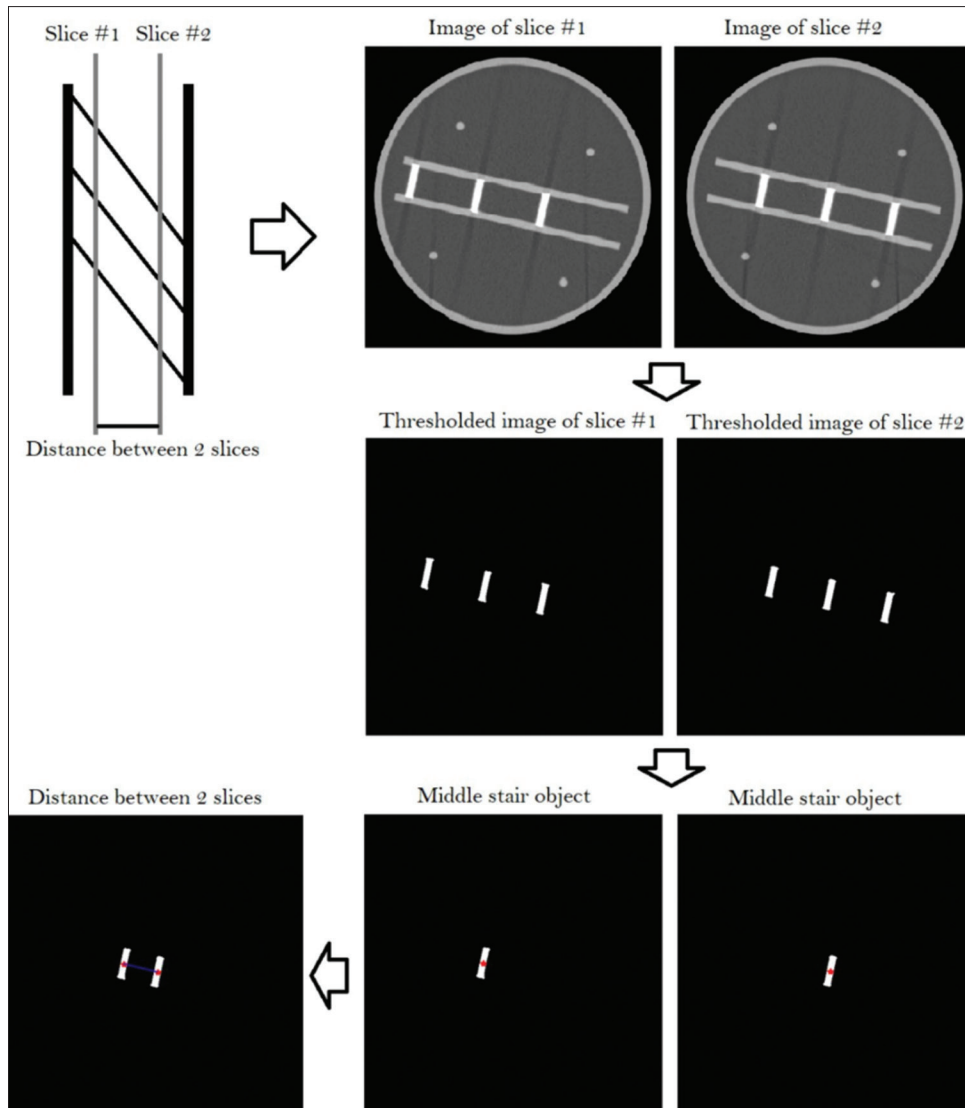 Slice #1 Slice #2
Image of slice #1
Image of slice #2
Distance between 2 slices
Thresholded image of slice #1
Thresholded image of slice #2
Distance between 2 slices
Middle stair object
Middle stair object